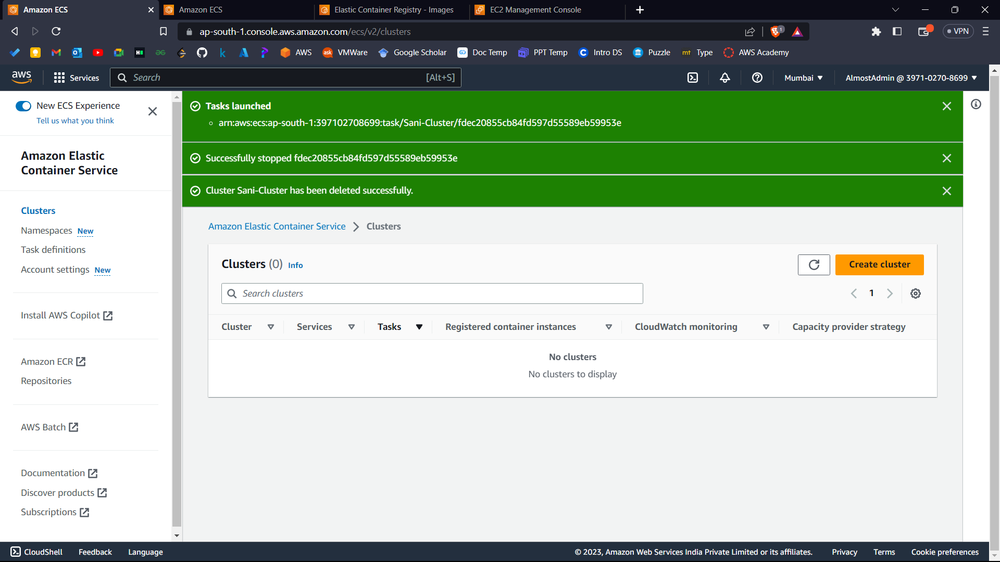 Amazon ECS
Amazon ECS
Elastic Container Registry - Images
EC2 Management Console
ap-south-1.console.aws.amazon.com/ecs/v2/clusters
1
VPN
AWS
VMWare
Google Scholar
Doc Temp
PPT Temp
Intro DS
Puzzle
Type
AWS Academy
aws
Services
Search
[Alt+S]
Mumbai
AlmostAdmin @ 3971-0270-8699
New ECS Experience
Tell us what you think
Amazon Elastic
Container Service
Clusters
Namespaces New
Task definitions
Account settings New
Install AWS Copilot
Amazon ECR
Repositories
AWS Batch
Documentation
Discover products
Subscriptions
Tasks launched
arn:aws:ecs:ap-south-1:397102708699:task/Sani-Cluster/fdec20855cb84fd597d55589eb59953e
Successfully stopped fdec20855cb84fd597d55589eb59953e
Cluster Sani-Cluster has been deleted successfully.
Amazon Elastic Container Service
Clusters
Clusters (0) Info
Create cluster
Search clusters
1
Cluster
Services
Tasks
Registered container instances
CloudWatch monitoring
Capacity provider strategy
No clusters
No clusters to display
CloudShell
Feedback
Language
© 2023, Amazon Web Services India Private Limited or its affiliates.
Privacy
Terms
Cookie preferences